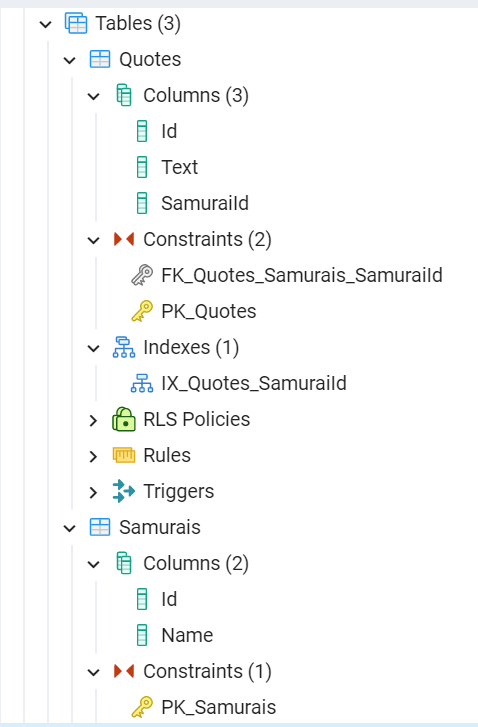 Tables (3)
Quotes
Columns (3)
Id
Text
SamuraiId
Constraints (2)
FK_Quotes_Samurais_SamuraiId
PK_Quotes
Indexes (1)
IX_Quotes_SamuraiId
RLS Policies
Rules
Triggers
Samurais
Columns (2)
Id
Name
Constraints (1)
PK_Samurais